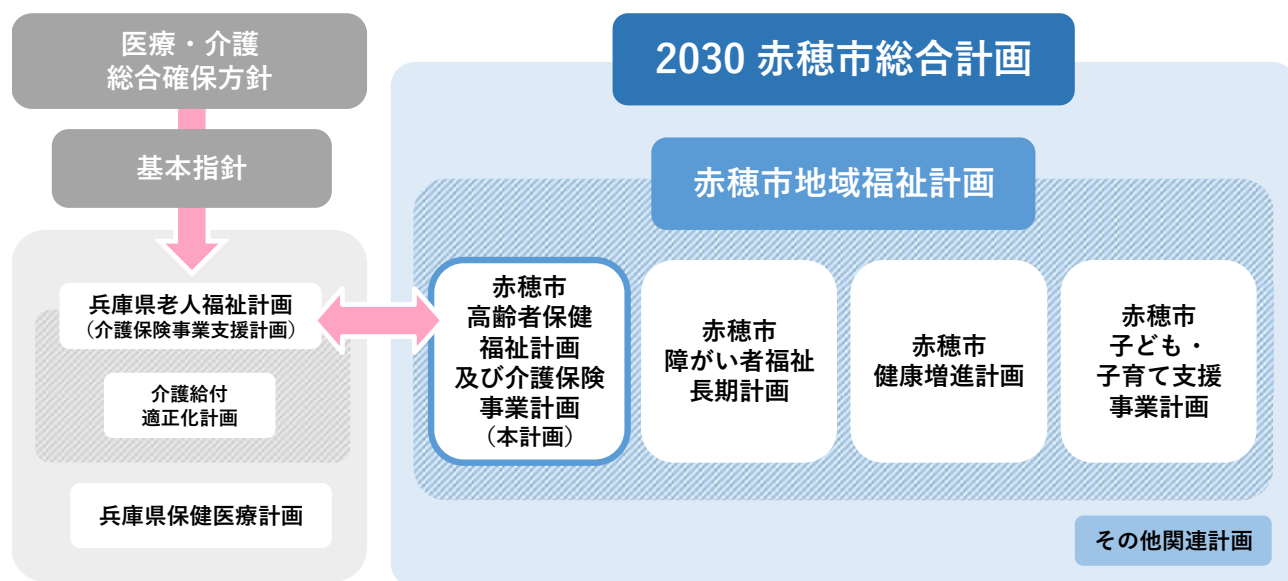 医療・介護
総合確保方針
基本指針
兵庫県老人福祉計画
（介護保険事業支援計画）
介護給付
適正化計画
兵庫県保健医療計画
2030 赤穂市総合計画
赤穂市地域福祉計画
赤穂市
高齢者保健
福祉計画
及び介護保険
事業計画
（本計画）
赤穂市
障がい者福祉
長期計画
赤穂市
健康増進計画
赤穂市
子ども・
子育て支援
事業計画
その他関連計画